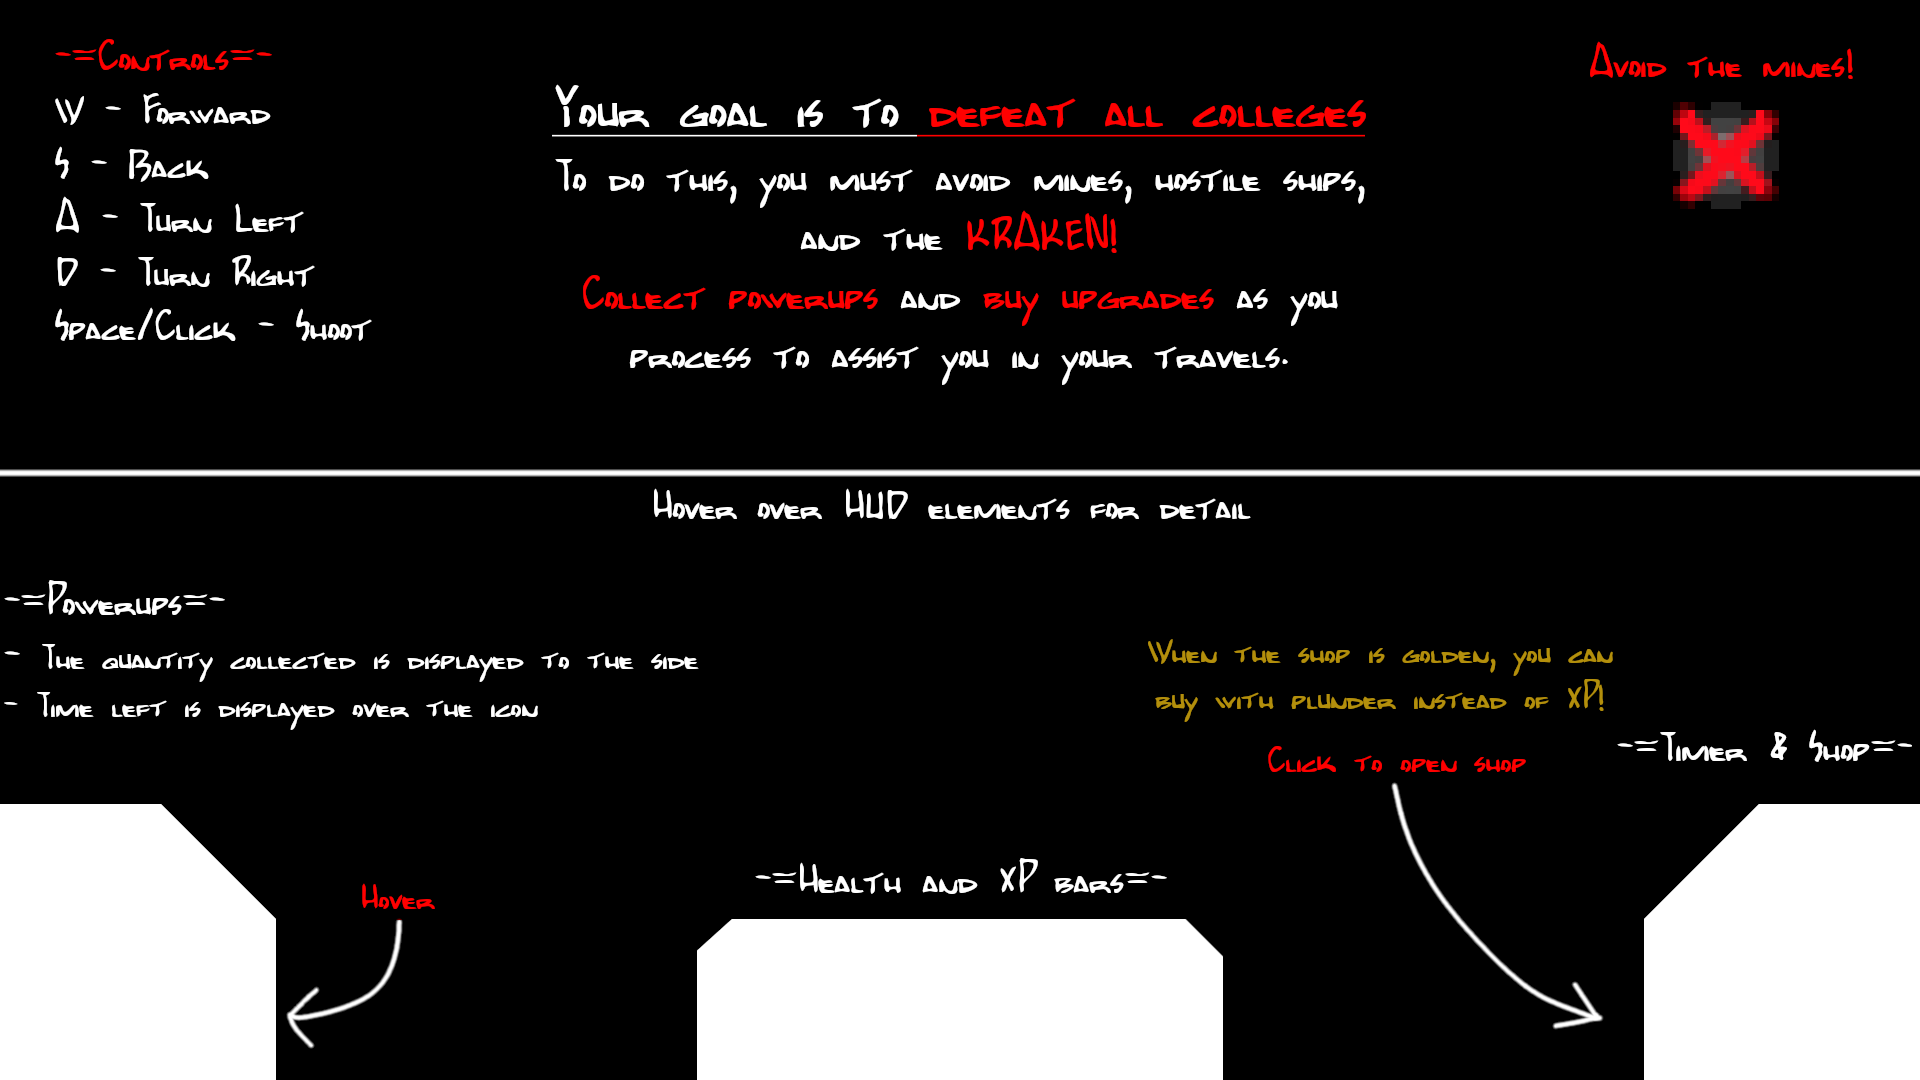 -=Controls=-
W - Forward
S - Back
A - Turn Left
D - Turn Right
Space/Click - Shoot
Your goal is to defeat all colleges
To do this, you must avoid mines, hostile ships,
and the KRAKEN!
Collect powerups and buy upgrades as you
process to assist you in your travels.
Avoid the mines!
Hover over HUD elements for detail
-=Powerups=-
- The quantity collected is displayed to the side
- Time left is displayed over the icon
When the shop is golden, you can
buy with plunder instead of XP!
Click to open shop
-=Timer & Shop=-
Hover
-=Health and XP bars=-